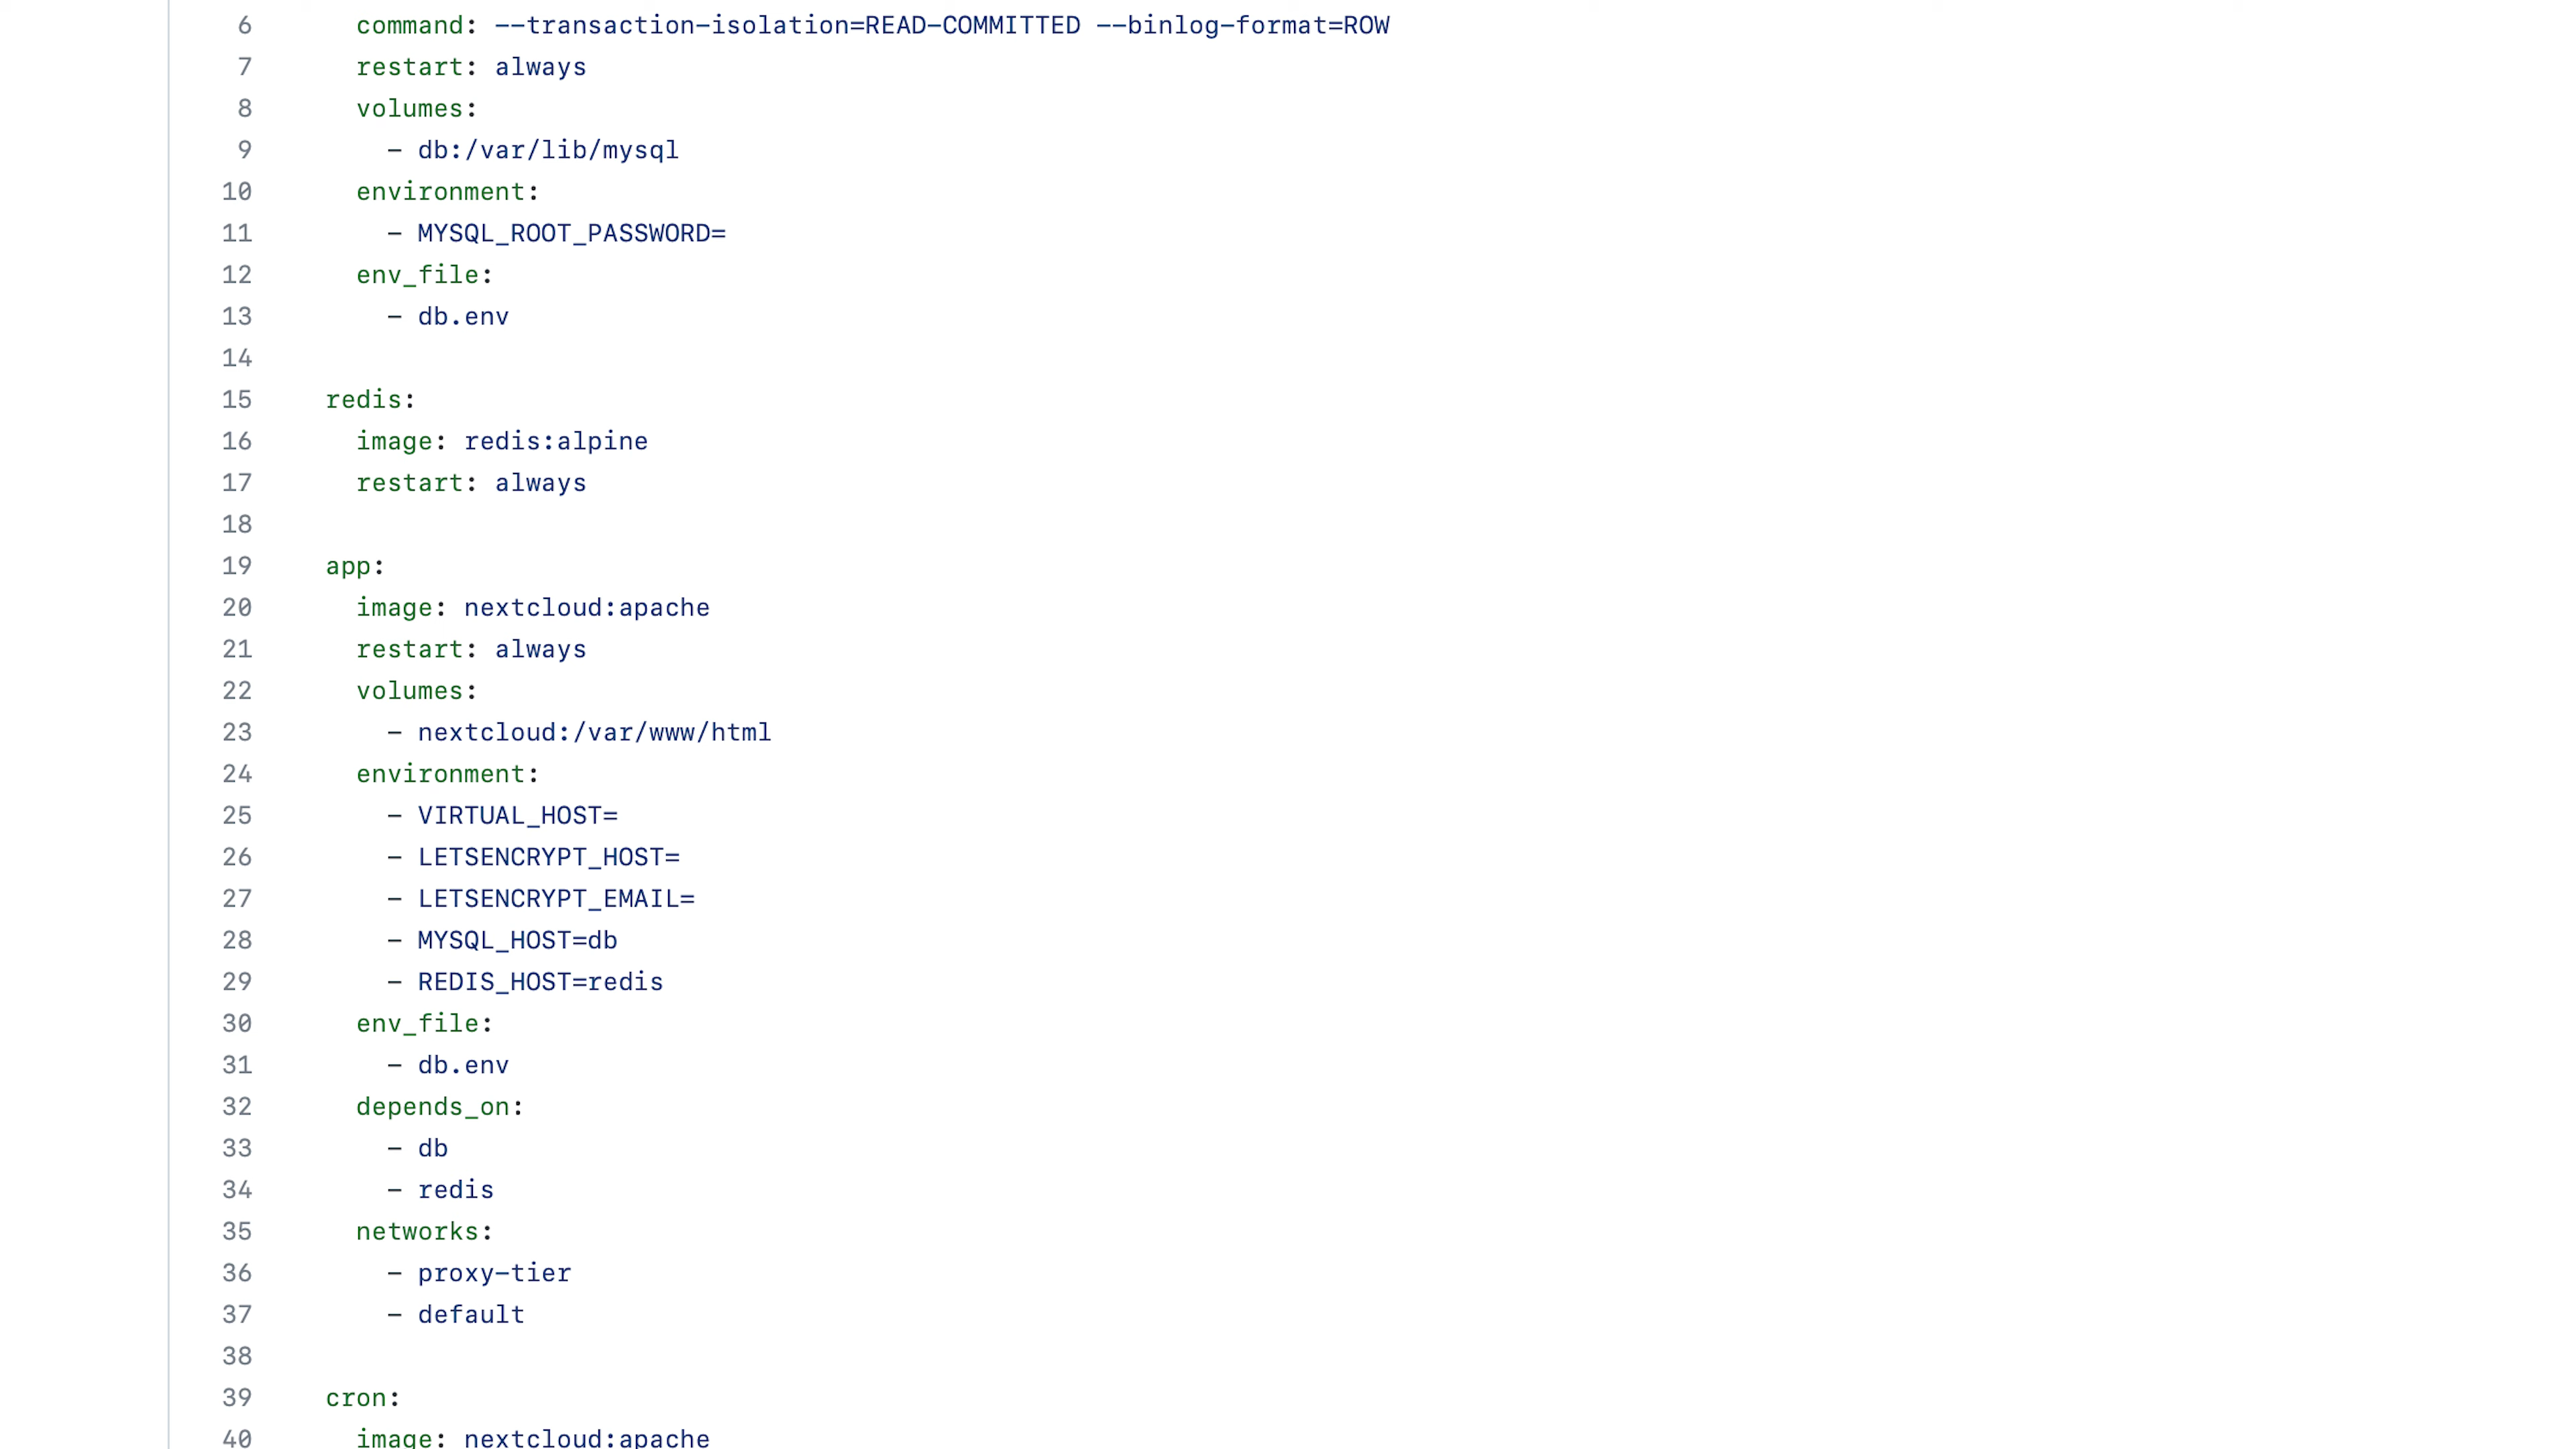 6 command: --transaction-isolation=READ-COMMITTED --binlog-format=ROW
7 restart: always
8 volumes:
9 - db:/var/lib/mysql
10 environment:
11 - MYSQL_ROOT_PASSWORD=
12 env_file:
13 - db.env
14
15 redis:
16 image: redis:alpine
17 restart: always
18
19 app:
20 image: nextcloud:apache
21 restart: always
22 volumes:
23 - nextcloud:/var/www/html
24 environment:
25 - VIRTUAL_HOST=
26 - LETSENCRYPT_HOST=
27 - LETSENCRYPT_EMAIL=
28 - MYSQL_HOST=db
29 - REDIS_HOST=redis
30 env_file:
31 - db.env
32 depends_on:
33 - db
34 - redis
35 networks:
36 - proxy-tier
37 - default
38
39 cron:
40 image: nextcloud:apache